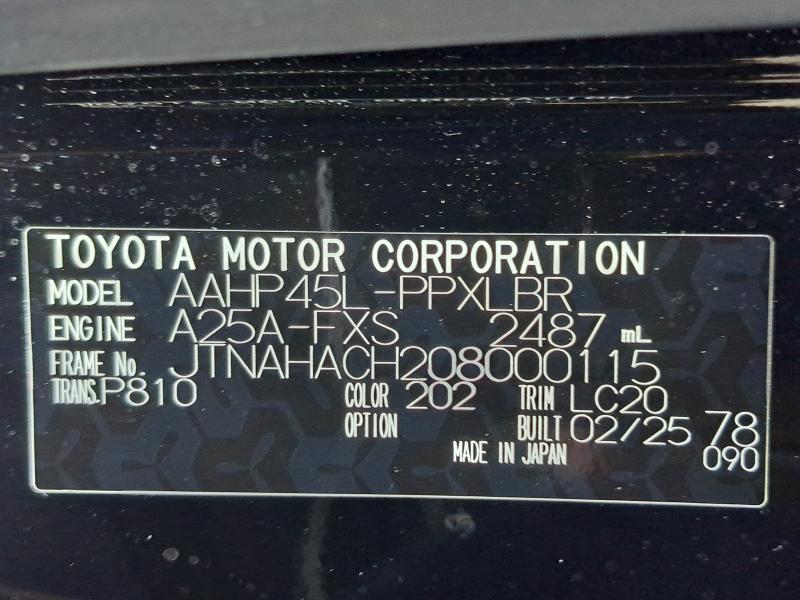 TOYOTA MOTOR CORPORATION
MODEL AAHP45L-PPXLBR
ENGINE A25A-FXS 2487 mL
FRAME No. JTNAHACH208000115
TRANS. P810 COLOR 202 TRIM LC20
OPTION BUILT 02/25 78
MADE IN JAPAN 090